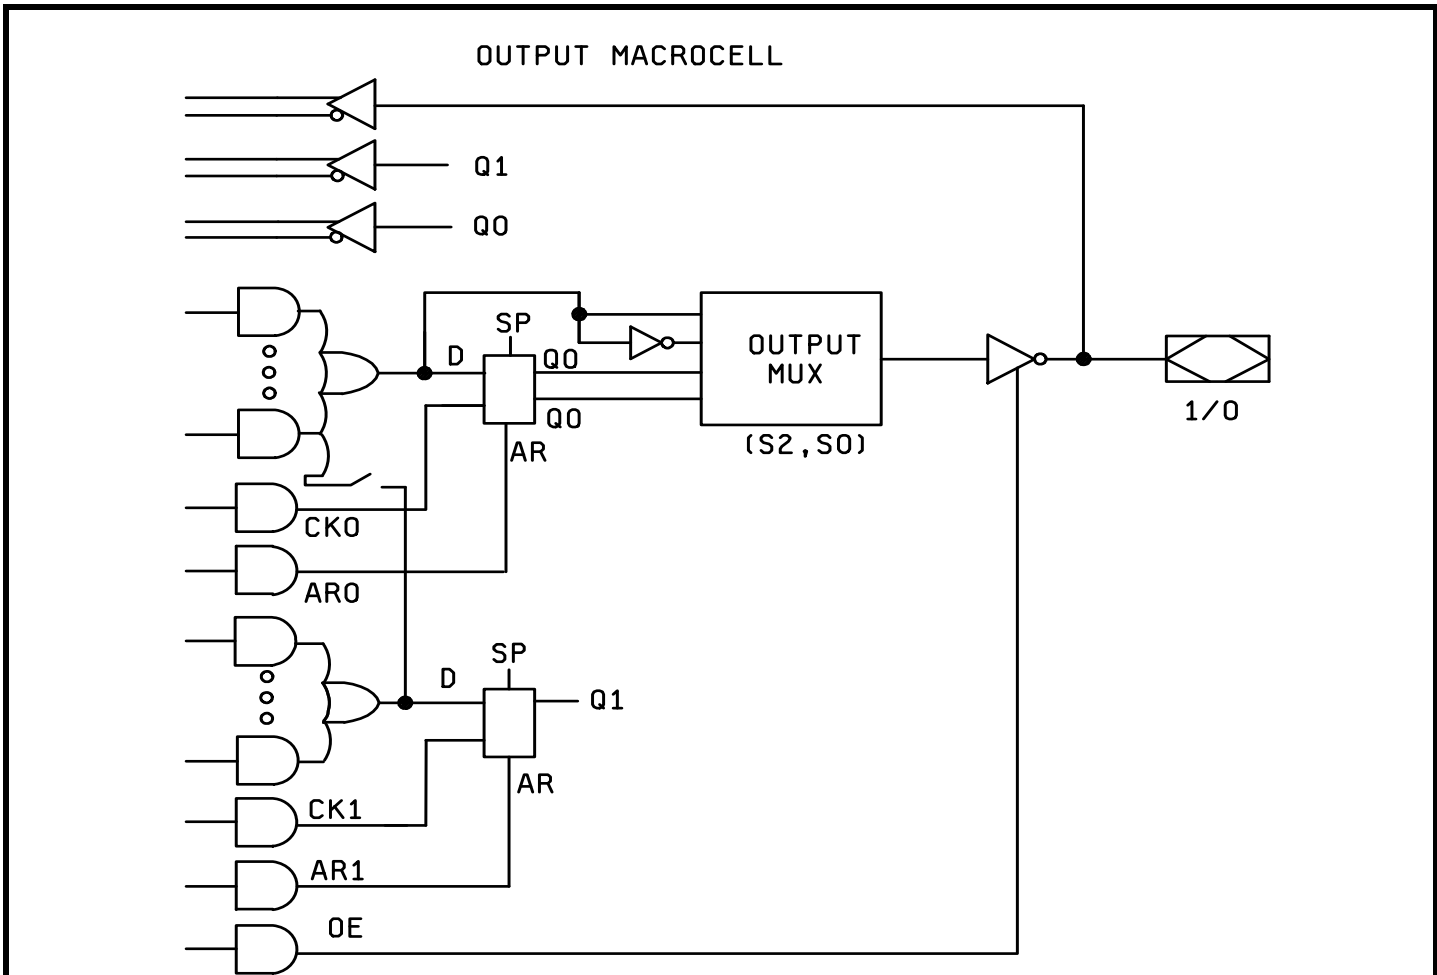 OUTPUT MACROCELL
Q1
Q0
SP
D
Q0
OUTPUT
MUX
Q0
1/0
(S2,S0)
AR
CK0
AR0
SP
D
Q1
AR
CK1
AR1
OE